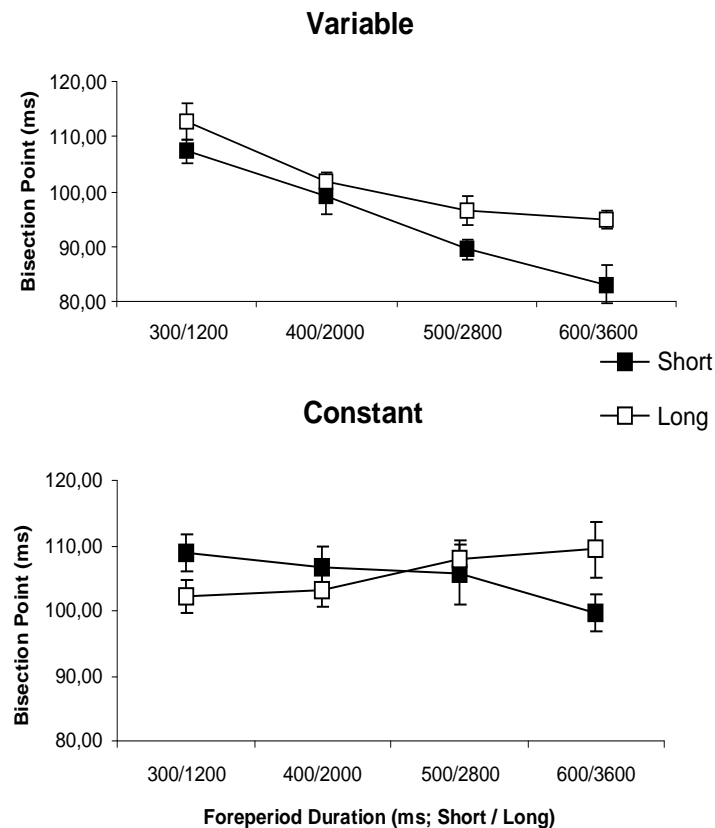 Variable
Bisection Point (ms)
120,00
110,00
100,00
90,00
80,00
300/1200 400/2000 500/2800 600/3600
Short
Long
Constant
Bisection Point (ms)
120,00
110,00
100,00
90,00
80,00
300/1200 400/2000 500/2800 600/3600
Foreperiod Duration (ms; Short / Long)